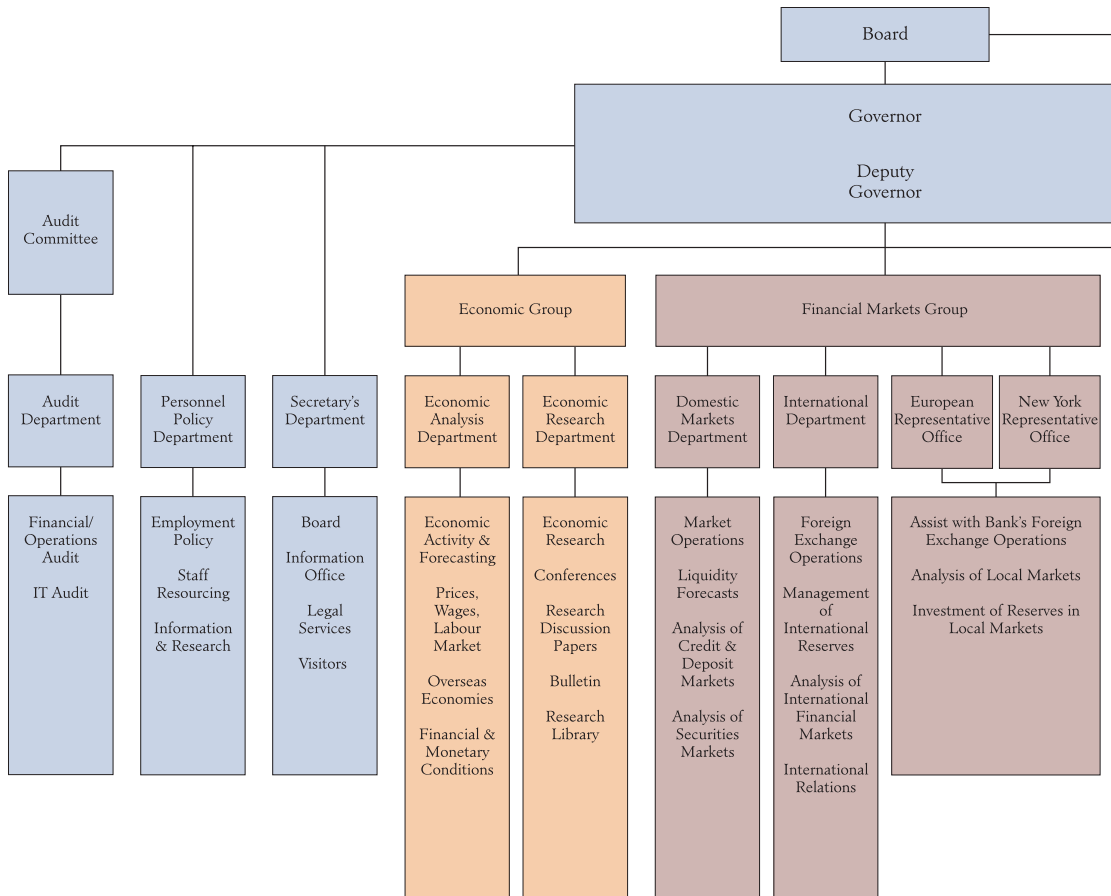 Board
Governor
Deputy
Governor
Audit
Committee
Economic Group
Financial Markets Group
Audit
Department
Personnel
Policy
Department
Secretary's
Department
Economic
Analysis
Department
Economic
Research
Department
Domestic
Markets
Department
International
Department
European
Representative
Office
New York
Representative
Office
Financial/
Operations
Audit
IT Audit
Employment
Policy
Staff
Resourcing
Information
& Research
Board
Information
Office
Legal
Services
Visitors
Economic
Activity &
Forecasting
Prices,
Wages,
Labour
Market
Overseas
Economies
Financial &
Monetary
Conditions
Economic
Research
Conferences
Research
Discussion
Papers
Bulletin
Research
Library
Market
Operations
Liquidity
Forecasts
Analysis of
Credit &
Deposit
Markets
Analysis of
Securities
Markets
Foreign
Exchange
Operations
Management
of
International
Reserves
Analysis of
International
Financial
Markets
International
Relations
Assist with Bank's Foreign
Exchange Operations
Analysis of Local Markets
Investment of Reserves in
Local Markets